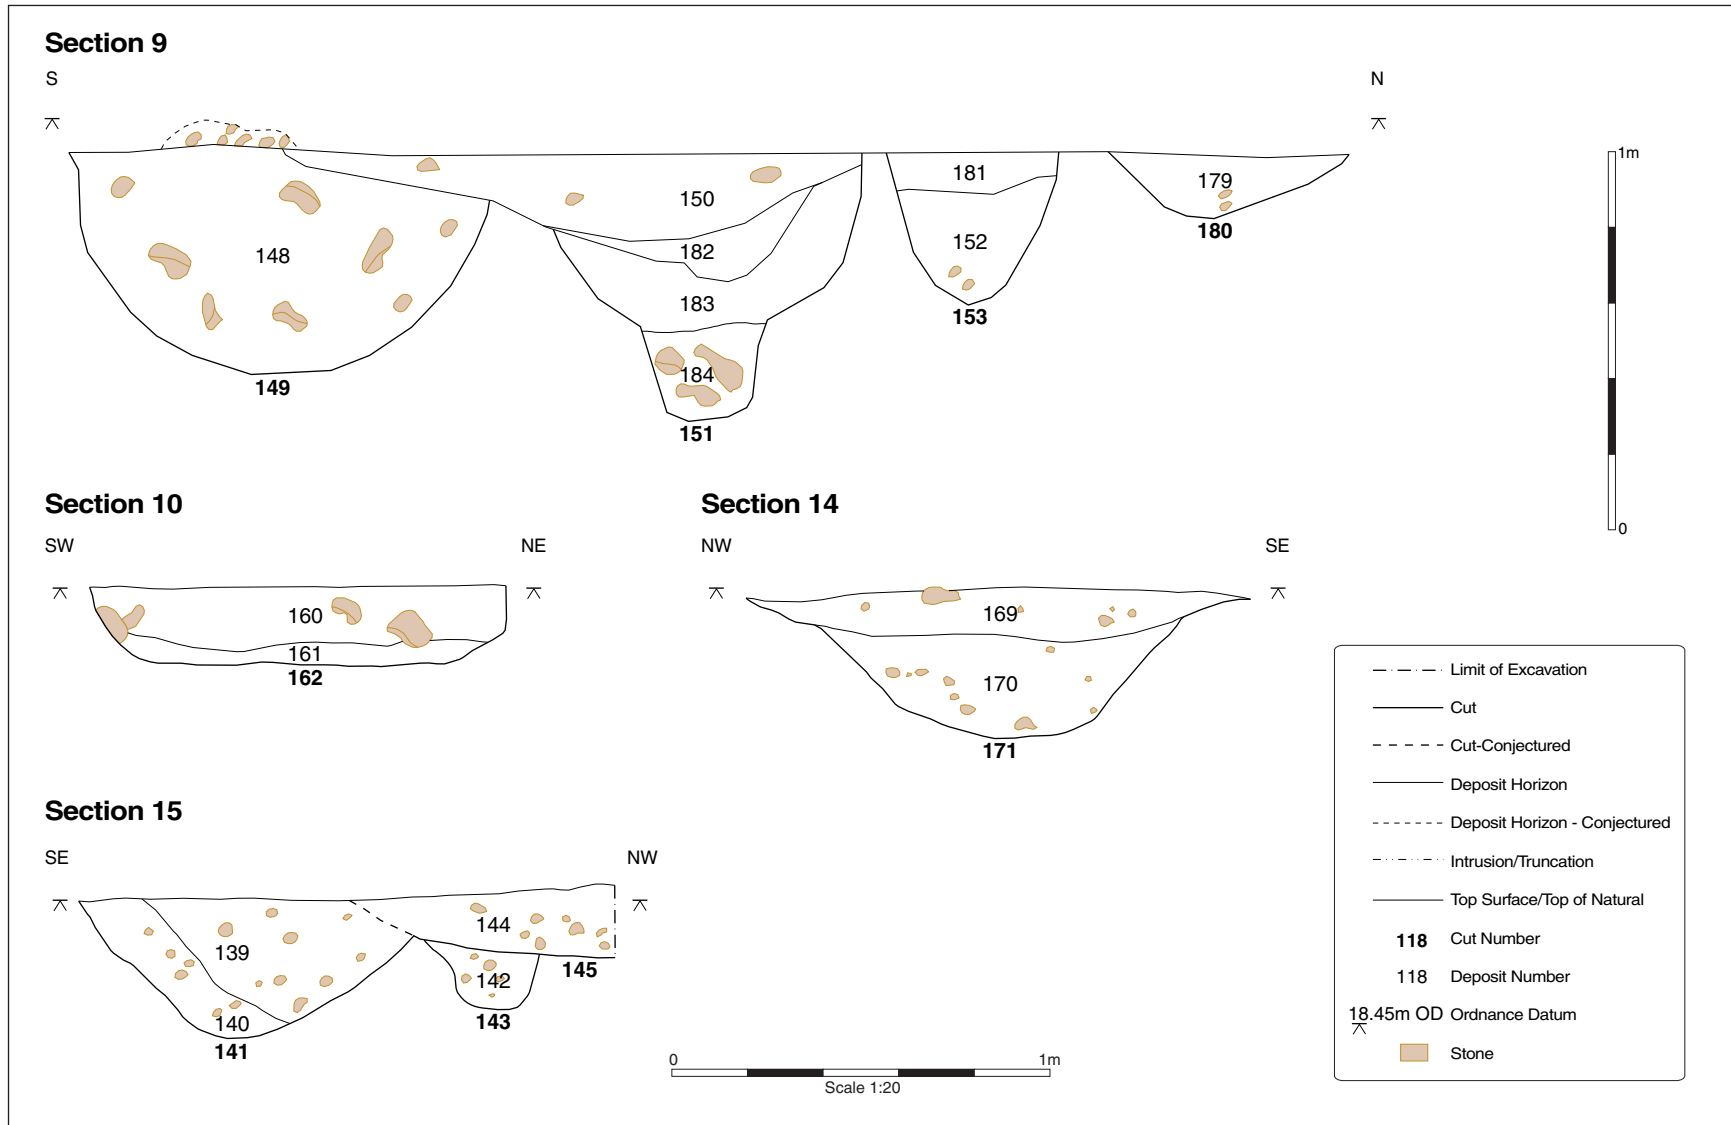 Section 9
S
N
150
181
179
148
182
152
180
183
153
184
149
151
1m
0
Section 10
SW
NE
160
161
162
Section 14
NW
SE
169
170
171
Section 15
SE
NW
139
144
142
145
140
143
141
0
1m
Scale 1:20
Limit of Excavation
Cut
Cut-Conjectured
Deposit Horizon
Deposit Horizon - Conjectured
Intrusion/Truncation
Top Surface/Top of Natural
118 Cut Number
118 Deposit Number
18.45m OD Ordnance Datum
Stone